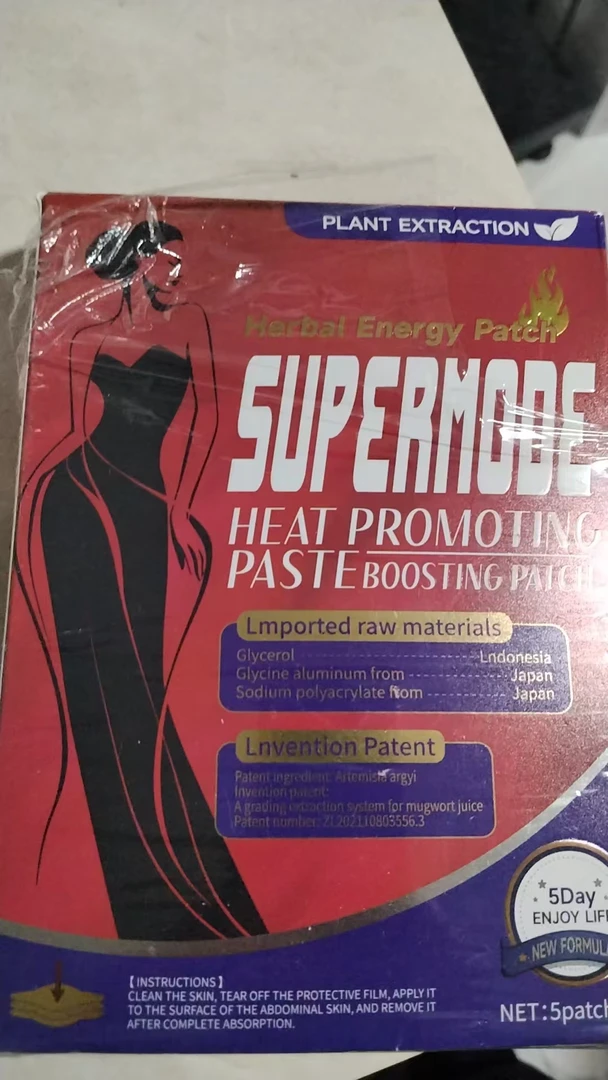 PLANT EXTRACTION
Herbal Energy Patch
SUPERMODE
HEAT PROMOTING
PASTE BOOSTING PATCH
Lmported raw materials
Glycerol Lndonesia
Glycine aluminum from Japan
Sodium polyacrylate from Japan
Lnvention Patent
Patent ingredient: Artemisia argyi
Invention patent:
A grading extraction system for mugwort juice
Patent number: ZL202110803556.3
5Day
ENJOY LIFE
NEW FORMULA
【INSTRUCTIONS】
CLEAN THE SKIN, TEAR OFF THE PROTECTIVE FILM, APPLY IT
TO THE SURFACE OF THE ABDOMINAL SKIN, AND REMOVE IT
AFTER COMPLETE ABSORPTION.
NET:5patch